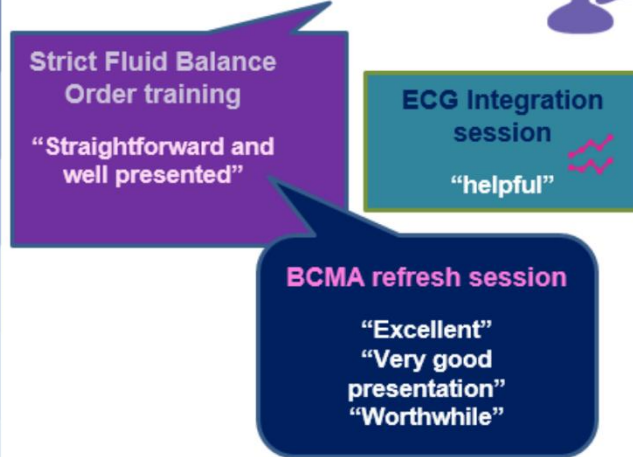 Strict Fluid Balance
Order training
“Straightforward and
well presented”
ECG Integration
session
“helpful”
BCMA refresh session
“Excellent”
“Very good
presentation”
“Worthwhile”